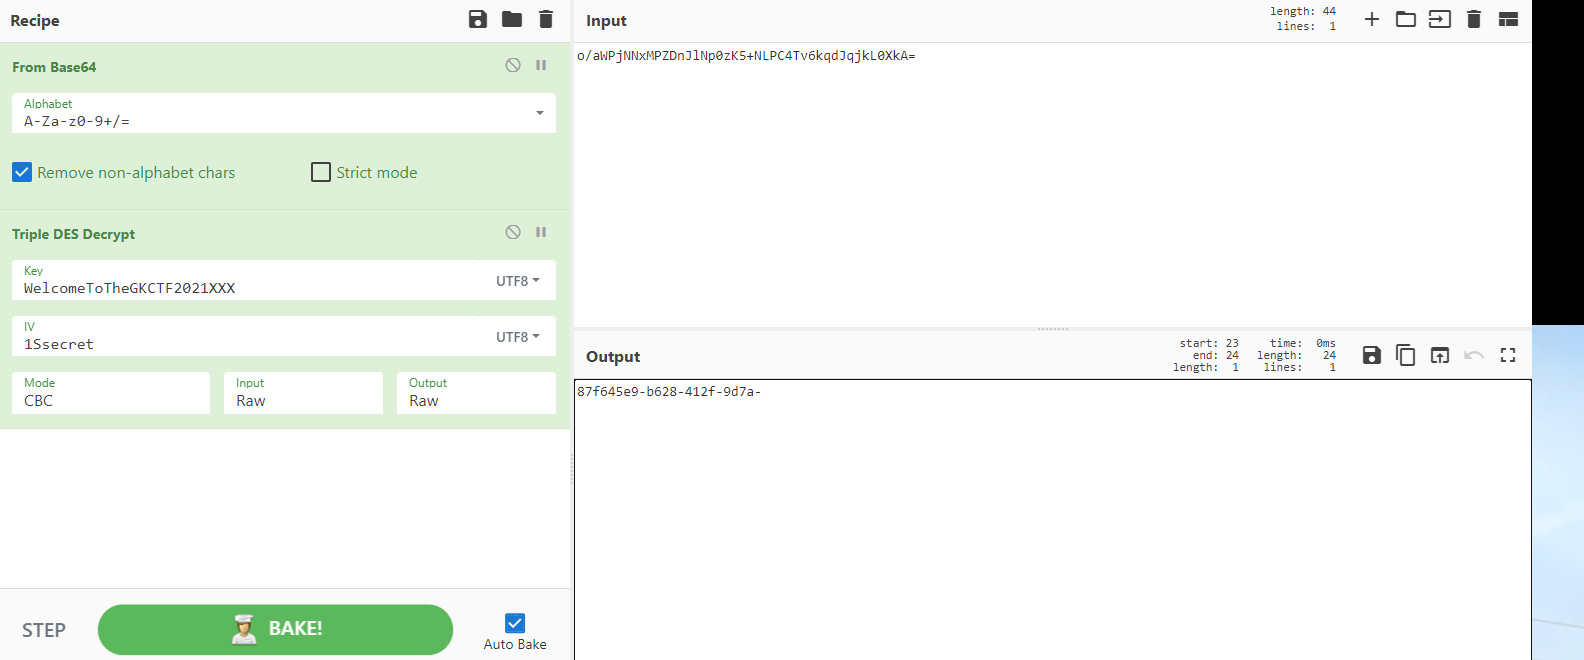 Recipe
From Base64
Alphabet
A-Za-z0-9+/=
Remove non-alphabet chars
Strict mode
Triple DES Decrypt
Key
WelcomeToTheGKCTF2021XXX
UTF8
IV
1Ssecret
UTF8
Mode
CBC
Input
Raw
Output
Raw
STEP
BAKE!
Auto Bake
Input
length: 44
lines: 1
o/aWPjNNxMPZDnJlNp0zK5+NLPC4Tv6kqdJqjkL0XkA=
Output
start: 23 time: 0ms
end: 24 length: 24
length: 1 lines: 1
87f645e9-b628-412f-9d7a-